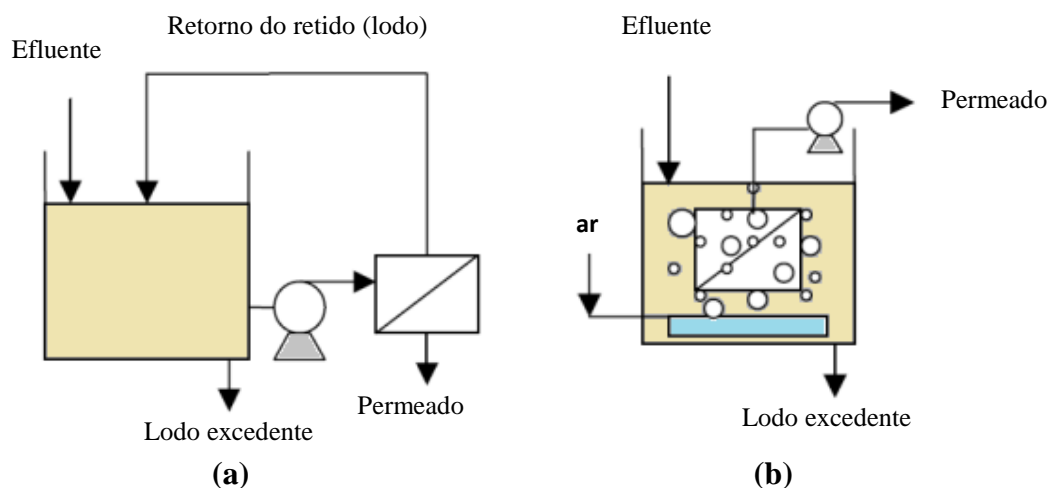 Retorno do retido (lodo)
Efluente
Permeado
Lodo excedente
(a)
Efluente
Permeado
ar
Lodo excedente
(b)